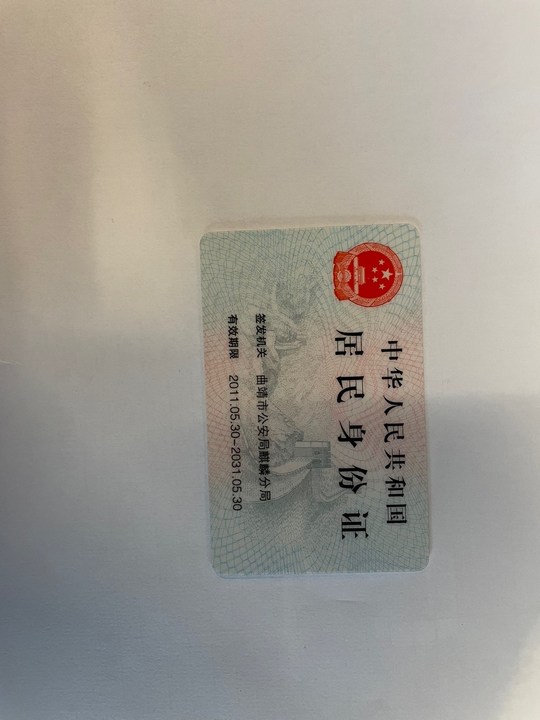 中华人民共和国
居民身份证
签发机关 曲靖市公安局麒麟分局
有效期限 2011.05.30-2031.05.30